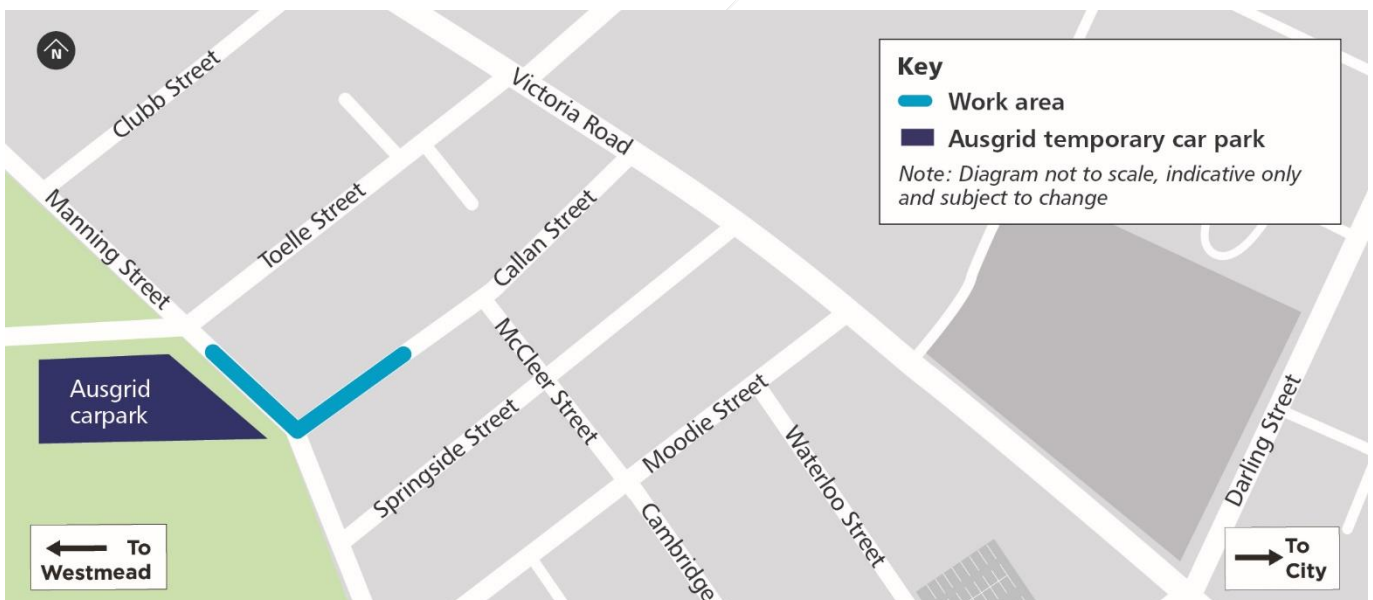 N
Clubb Street
Victoria Road
Key
Work area
Ausgrid temporary car park
Note: Diagram not to scale, indicative only
and subject to change
Manning Street
Toelle Street
Callan Street
McCleer Street
Ausgrid
carpark
Springside Street
Moodie Street
Waterloo Street
Darling Street
Cambridge
To
Westmead
To
City